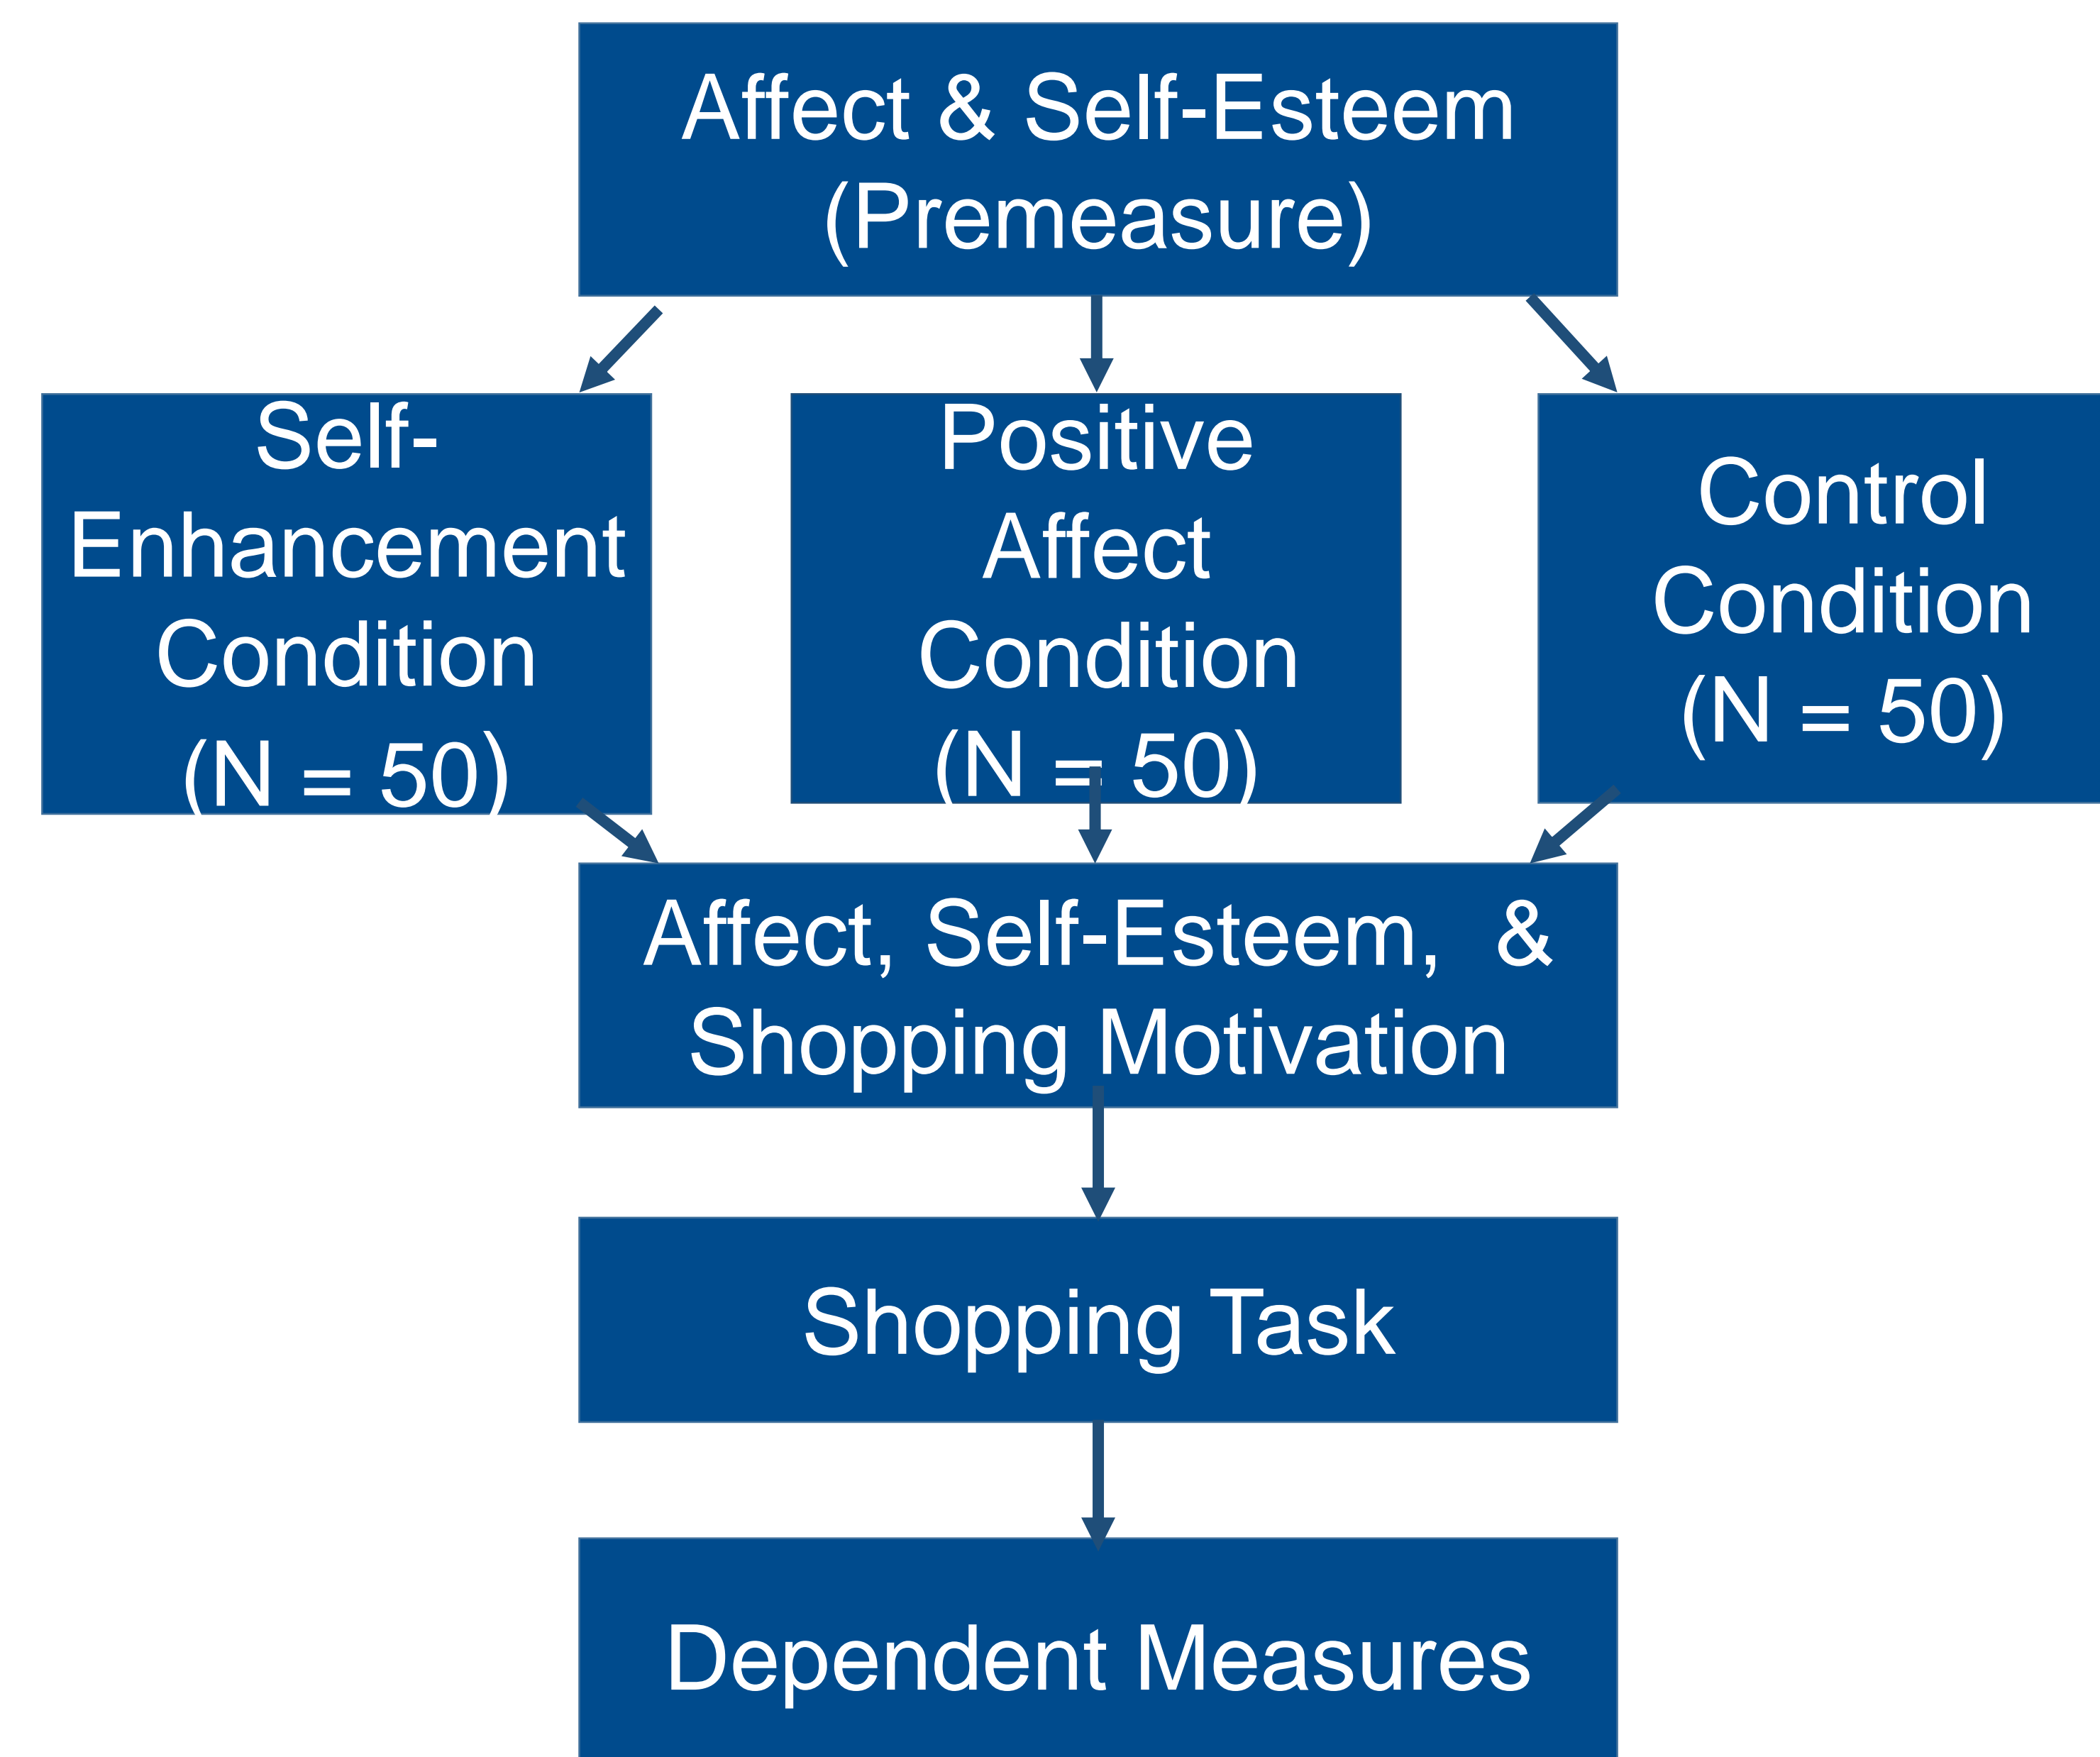 Affect & Self-Esteem
(Premeasure)
Self-
Enhancement
Condition
(N = 50)
Positive
Affect
Condition
(N = 50)
Control
Condition
(N = 50)
Affect, Self-Esteem, &
Shopping Motivation
Shopping Task
Dependent Measures